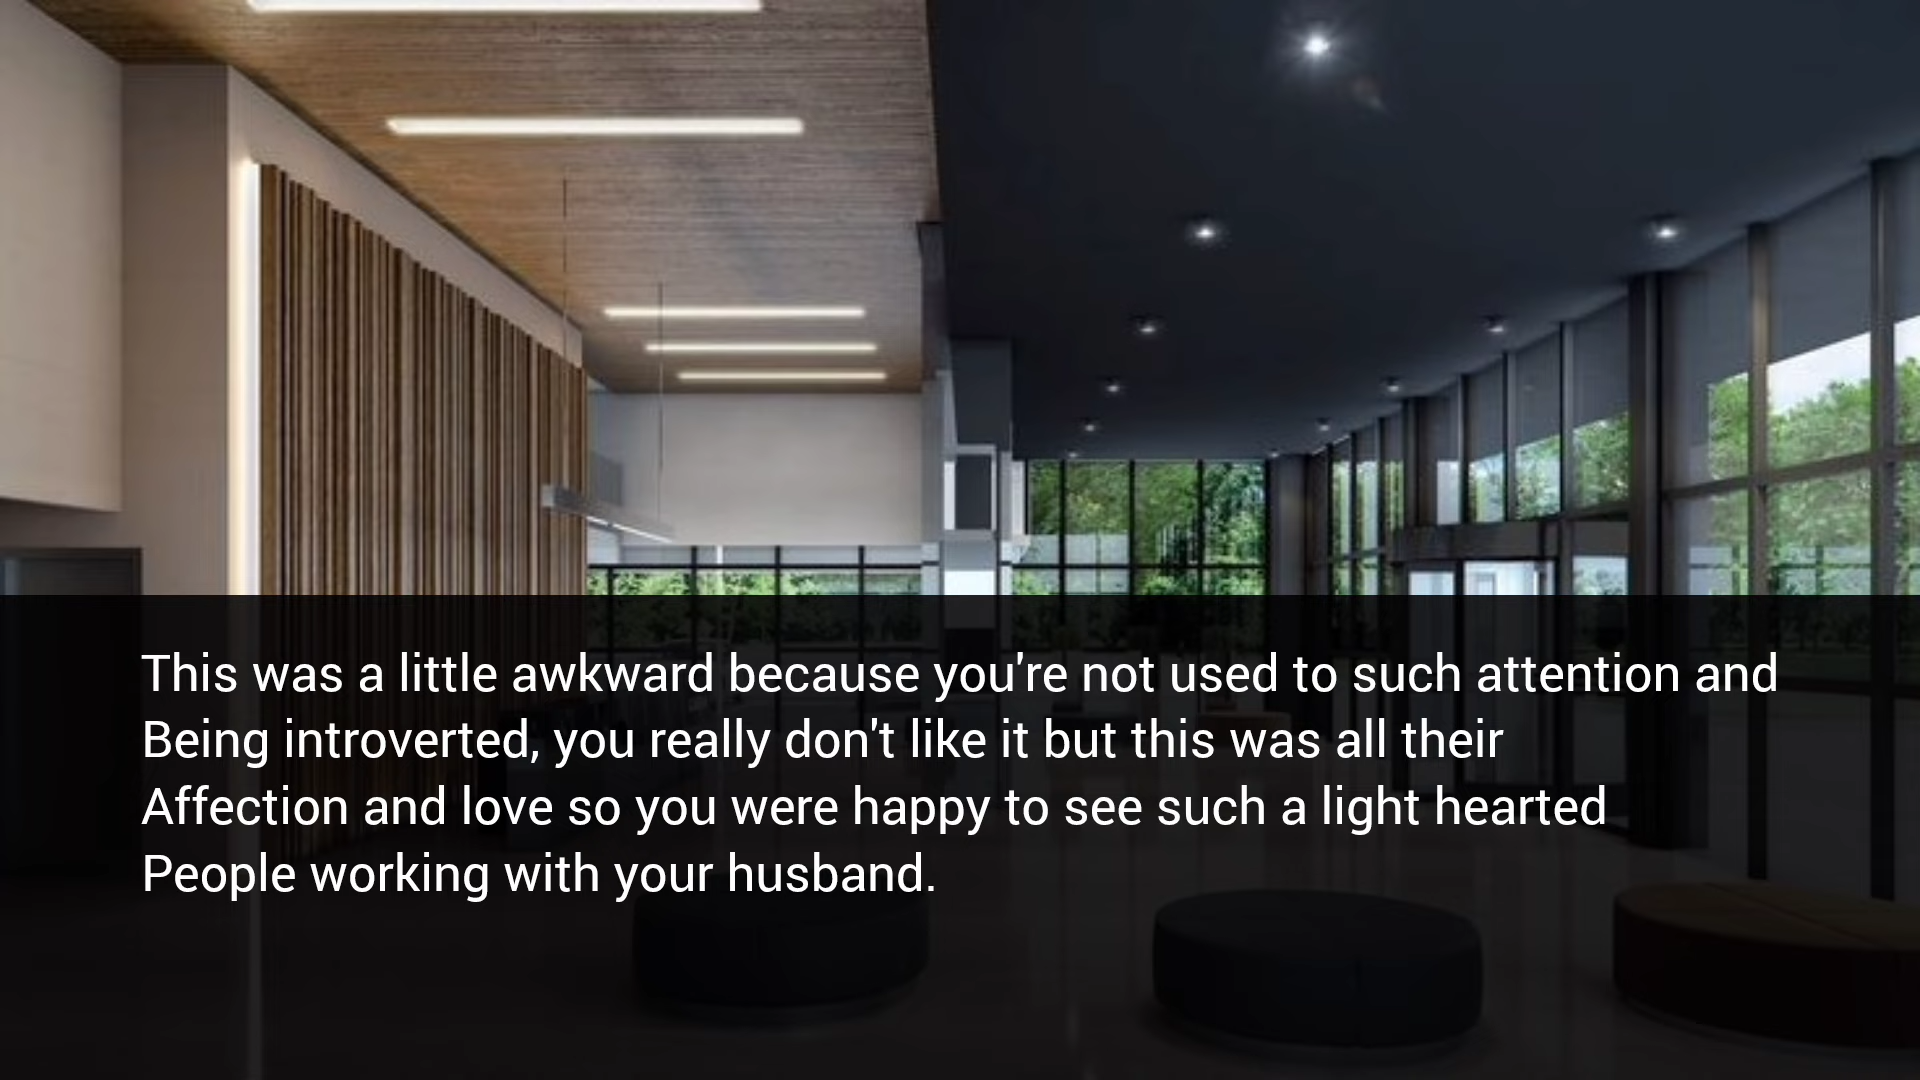 This was a little awkward because you're not used to such attention and
Being introverted, you really don't like it but this was all their
Affection and love so you were happy to see such a light hearted
People working with your husband.